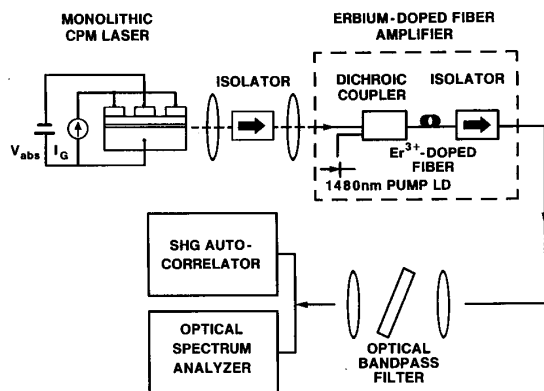 MONOLITHIC
CPM LASER
ERBIUM-DOPED FIBER
AMPLIFIER
ISOLATOR
DICHROIC
COUPLER
ISOLATOR
V abs
I G
Er3+-DOPED
FIBER
1480nm PUMP LD
SHG AUTO-
CORRELATOR
OPTICAL
SPECTRUM
ANALYZER
OPTICAL
BANDPASS
FILTER